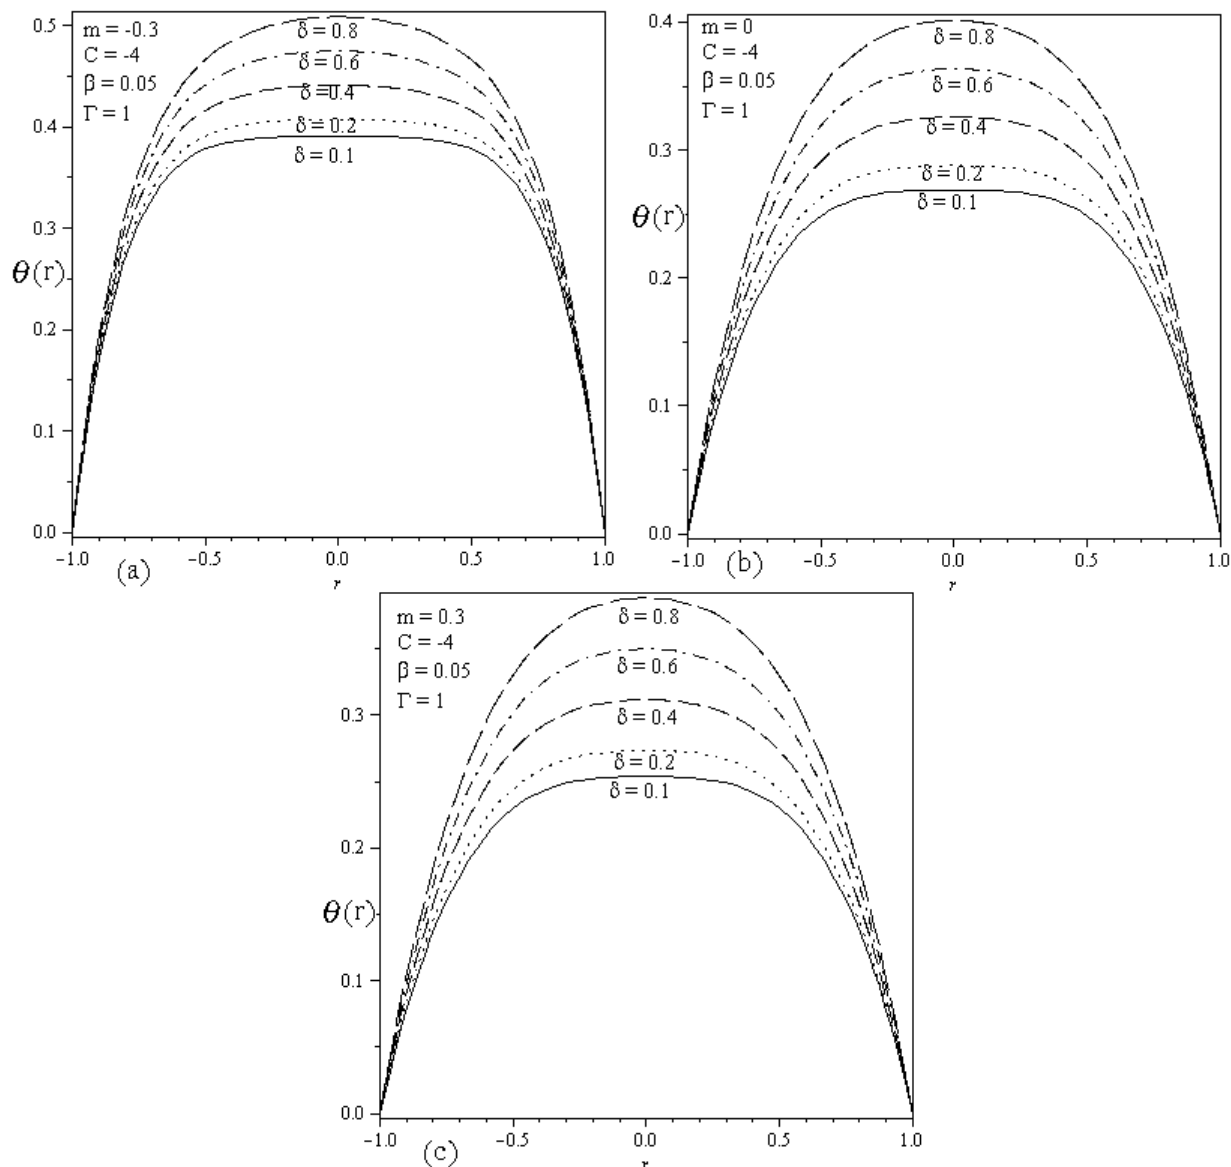 m = -0.3
C = -4
β = 0.05
Γ = 1
δ = 0.8
δ = 0.6
δ = 0.4
δ = 0.2
δ = 0.1
0.5
0.4
0.3
θ(r)
0.2
0.1
0.0
−1.0 −0.5 0.0 0.5 1.0
(a) r
m = 0
C = -4
β = 0.05
Γ = 1
δ = 0.8
δ = 0.6
δ = 0.4
δ = 0.2
δ = 0.1
0.4
0.3
θ(r)
0.2
0.1
0.0
−1.0 −0.5 0.0 0.5 1.0
(b) r
m = 0.3
C = -4
β = 0.05
Γ = 1
δ = 0.8
δ = 0.6
δ = 0.4
δ = 0.2
δ = 0.1
0.3
0.2
θ(r)
0.1
0.0
−1.0 −0.5 0.0 0.5 1.0
(c) r